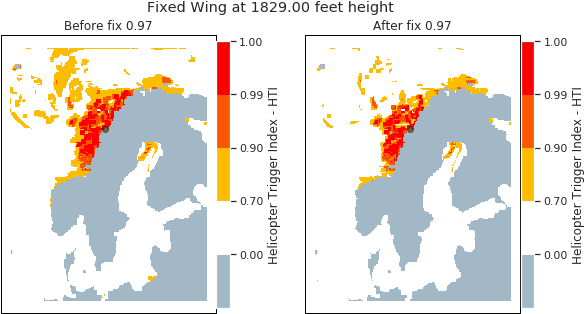 Fixed Wing at 1829.00 feet height
Before fix 0.97
1.00
0.99
0.90
0.70
0.00
Helicopter Trigger Index - HTI
After fix 0.97
1.00
0.99
0.90
0.70
0.00
Helicopter Trigger Index - HTI